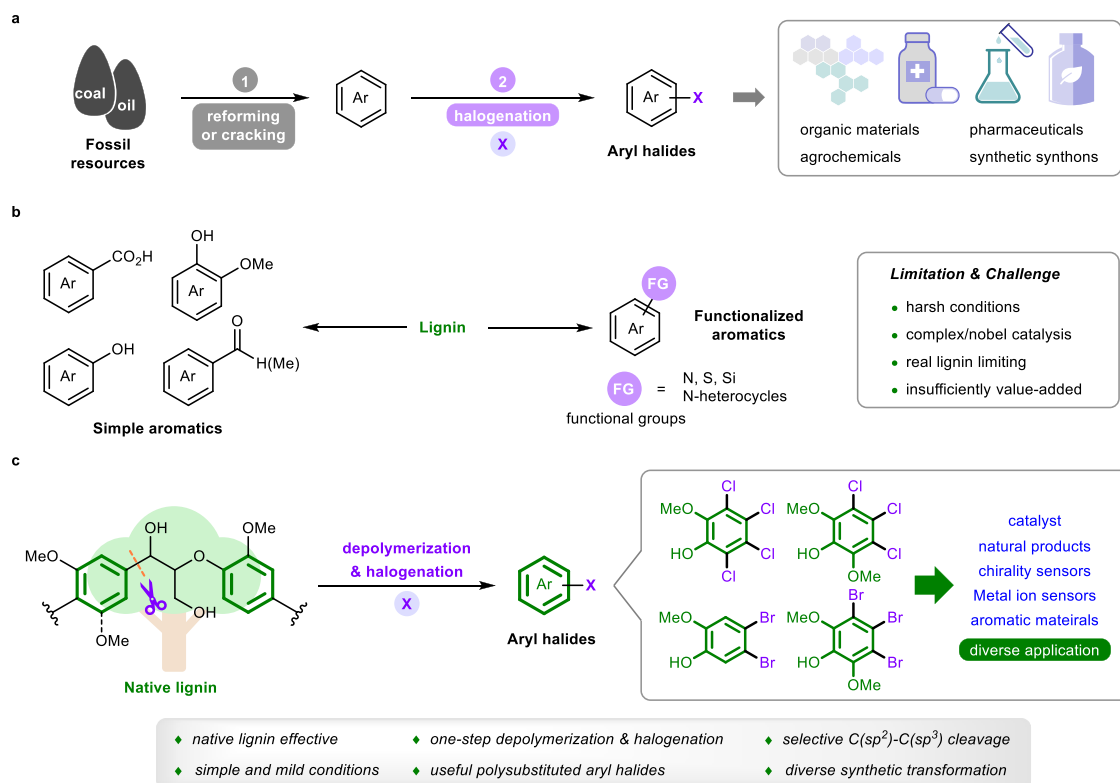 a
coal
oil
Fossil
resources
1
reforming
or cracking
Ar
2
halogenation
X
Ar
X
Aryl halides
organic materials
pharmaceuticals
agrochemicals
synthetic synthons
b
Ar
CO2H
OH
OMe
Ar
OH
Ar
O
H(Me)
Ar
Simple aromatics
Lignin
FG
Ar
Functionalized
aromatics
FG = N, S, Si
N-heterocycles
functional groups
Limitation & Challenge
harsh conditions
complex/nobel catalysis
real lignin limiting
insufficiently value-added
c
OH
OMe
MeO
O
OH
OMe
Native lignin
depolymerization
& halogenation
X
Ar
X
Aryl halides
Cl
MeO
Cl
HO
Cl
Cl
Cl
MeO
Cl
HO
Cl
OMe
MeO
Br
HO
Br
Br
MeO
Br
HO
Br
OMe
catalyst
natural products
chirality sensors
Metal ion sensors
aromatic mateirals
diverse application
♦ native lignin effective
♦ one-step depolymerization & halogenation
♦ selective C(sp2)-C(sp3) cleavage
♦ simple and mild conditions
♦ useful polysubstituted aryl halides
♦ diverse synthetic transformation